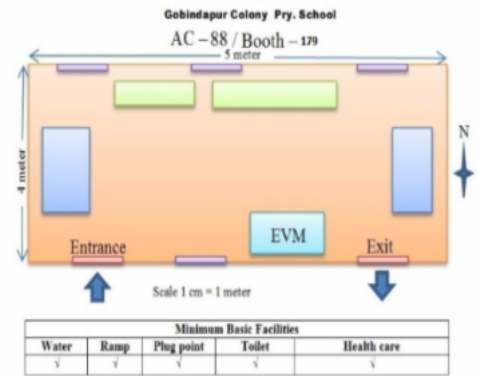 Gobindapur Colony Pry. School
AC – 88 / Booth – 179
5 meter
4 meter
N
EVM
Entrance
Exit
Scale 1 cm = 1 meter
Minimum Basic Facilities
Water Ramp Plug point Toilet Health care
√ √ √ √ √